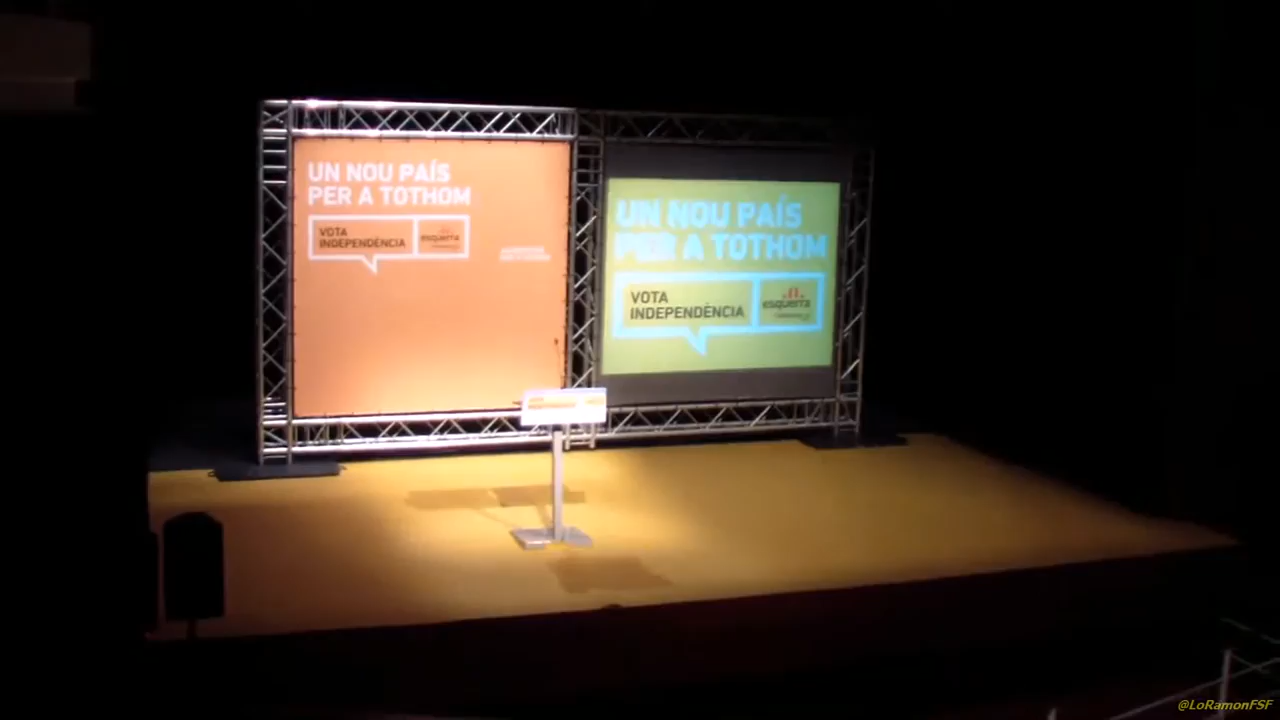 UN NOU PAÍS
PER A TOTHOM
VOTA
INDEPENDÈNCIA
esquerra
UN NOU PAÍS
PER A TOTHOM
VOTA
INDEPENDÈNCIA
esquerra
@LoRamonFSF